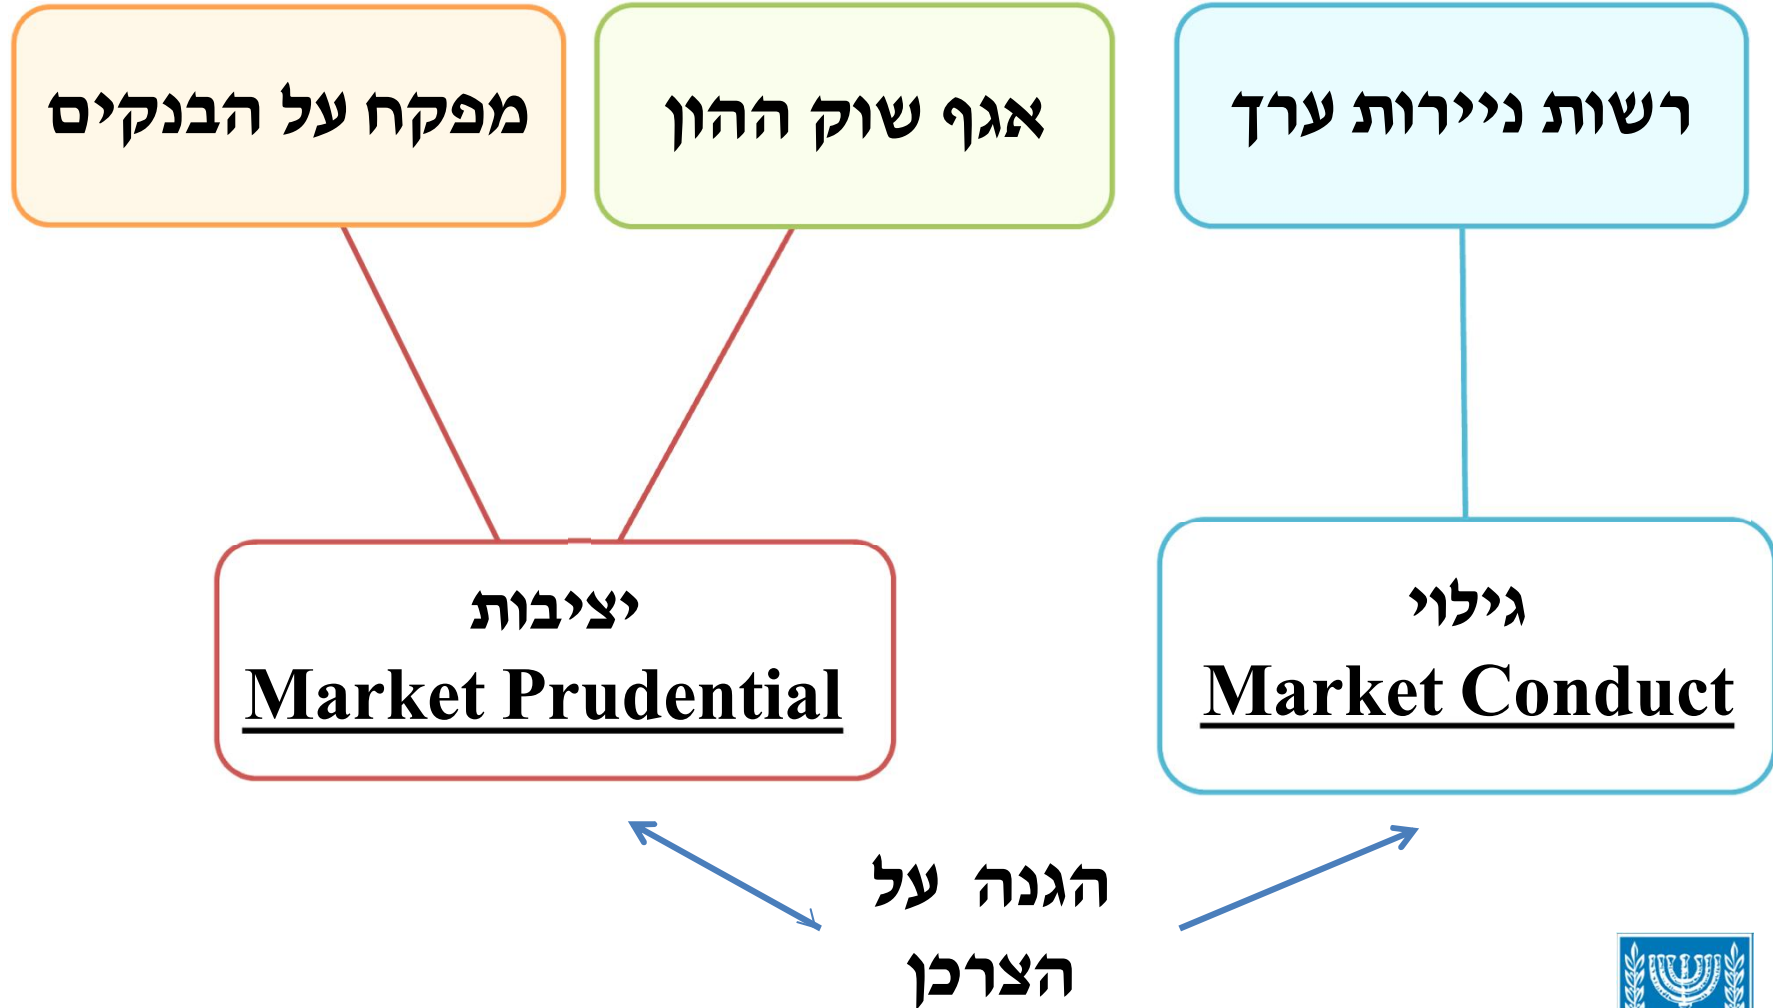 רשות ניירות ערך
אגף שוק ההון
מפקח על הבנקים
גילוי
Market Conduct
יציבות
Market Prudential
הגנה על
הצרכן